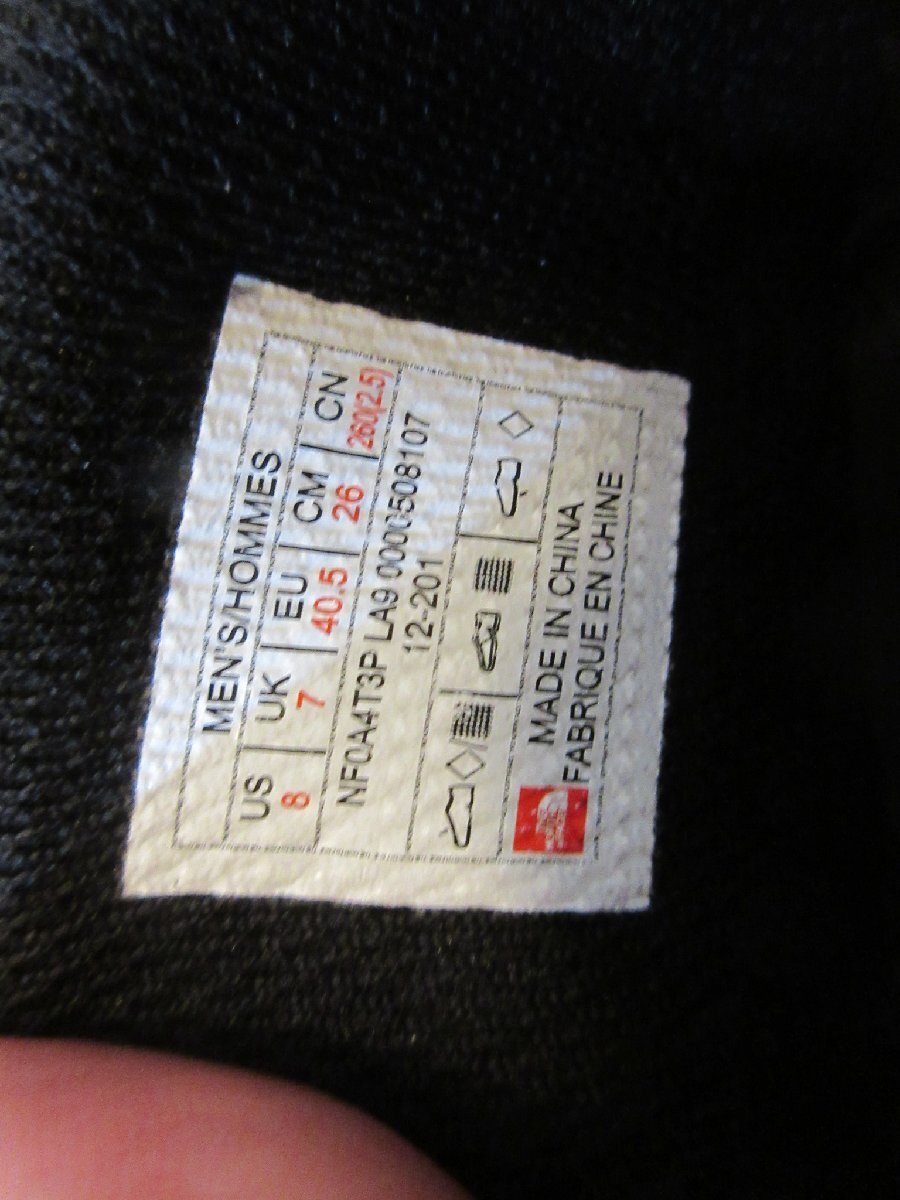 MEN'S/HOMMES
US UK EU CM CN
8 7 40.5 26 260(2.5)
NF0A4T3P LA9 0000508107
12-201
MADE IN CHINA
FABRIQUE EN CHINE